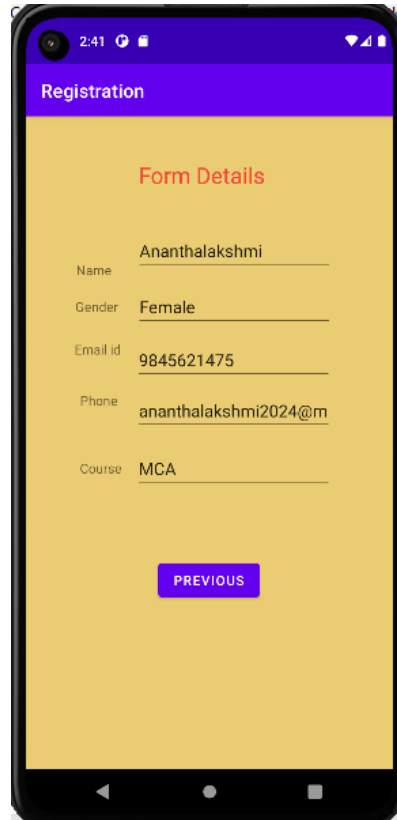 2:41
Registration
Form Details
Name Ananthalakshmi
Gender Female
Email id 9845621475
Phone ananthalakshmi2024@m
Course MCA
PREVIOUS